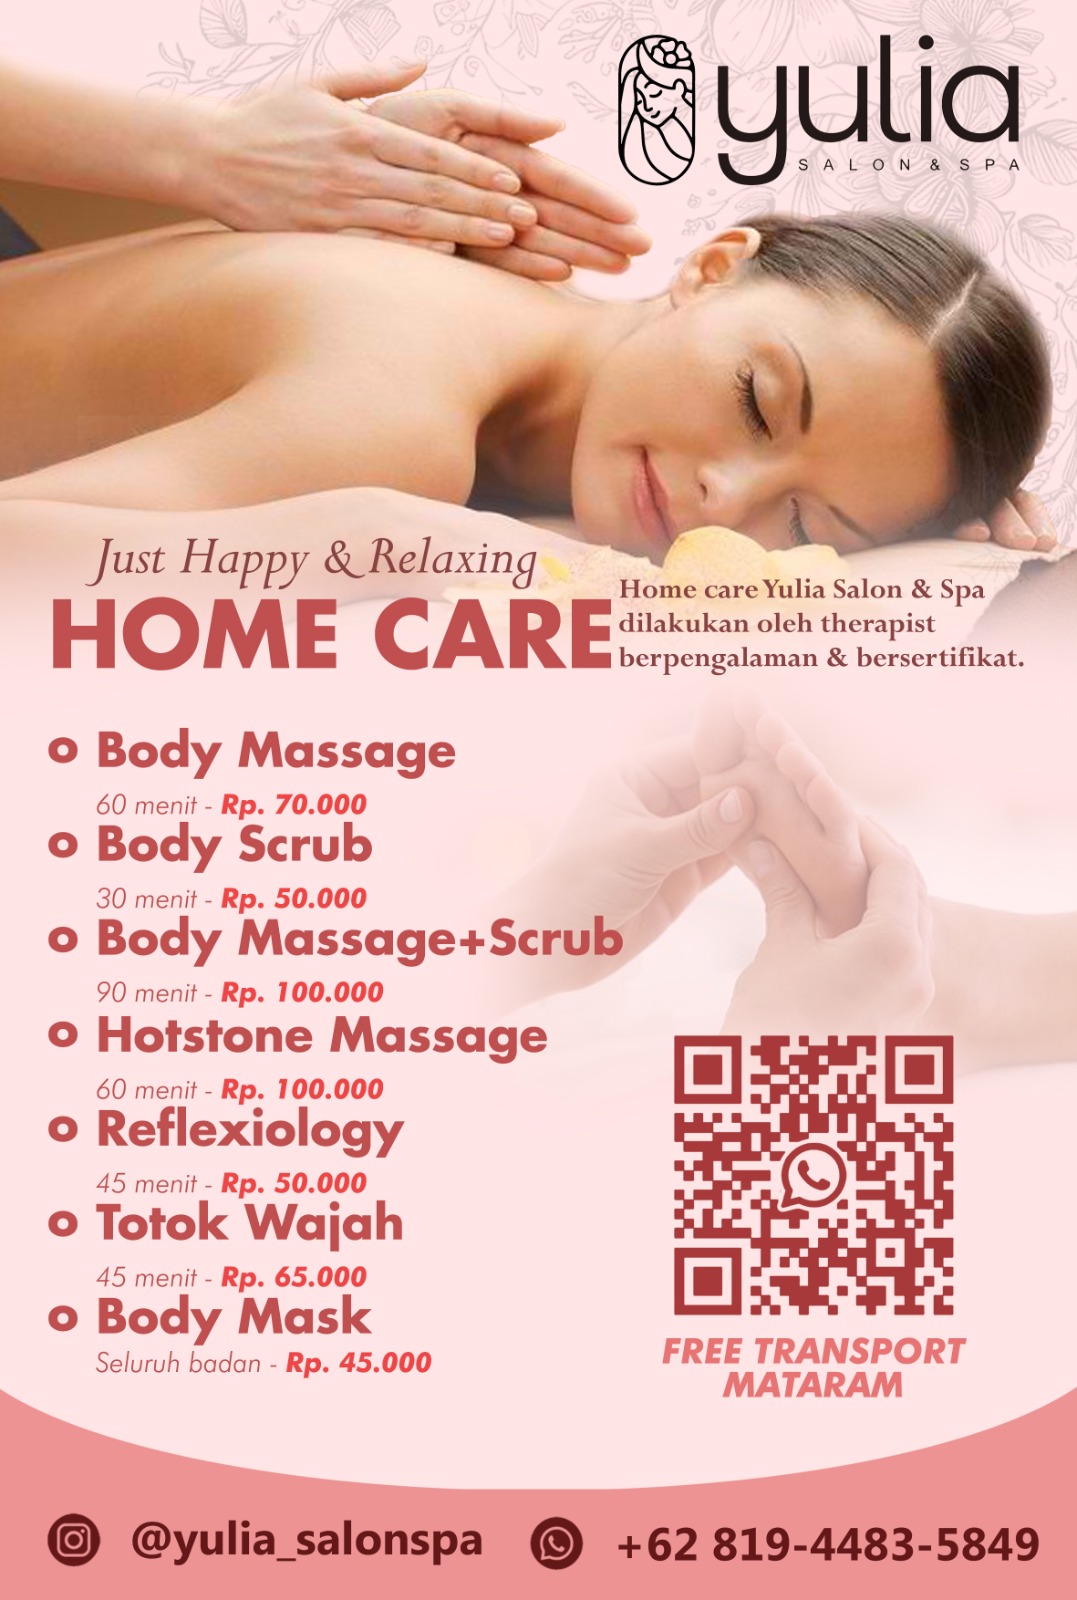 yulia
SALON & SPA
Just Happy & Relaxing
HOME CARE
Home care Yulia Salon & Spa
dilakukan oleh therapist
berpengalaman & bersertifikat.
Body Massage
60 menit - Rp. 70.000
Body Scrub
30 menit - Rp. 50.000
Body Massage+Scrub
90 menit - Rp. 100.000
Hotstone Massage
60 menit - Rp. 100.000
Reflexiology
45 menit - Rp. 50.000
Totok Wajah
45 menit - Rp. 65.000
Body Mask
Seluruh badan - Rp. 45.000
FREE TRANSPORT
MATARAM
@yulia_salonspa
+62 819-4483-5849